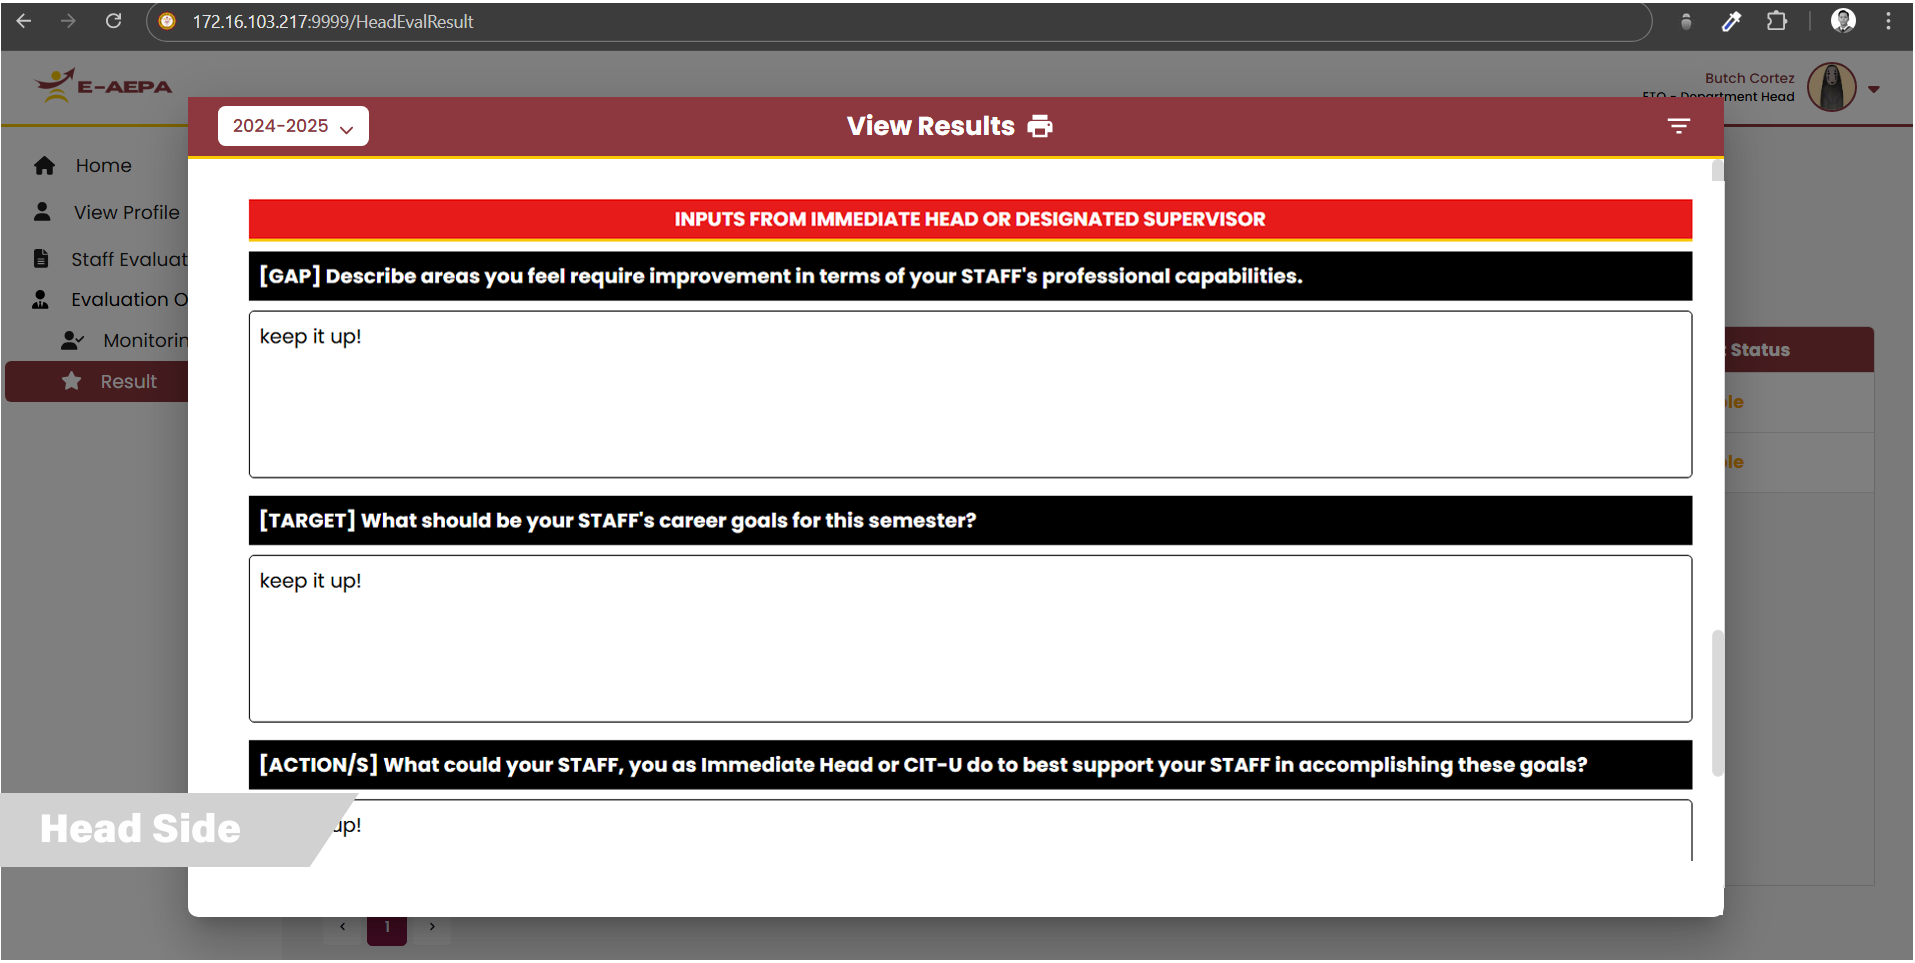 172.16.103.217:9999/HeadEvalResult
E-AEPA
Butch Cortez
ETO - Department Head
2024-2025
View Results
Home
View Profile
Staff Evaluat
Evaluation O
Monitorin
Result
INPUTS FROM IMMEDIATE HEAD OR DESIGNATED SUPERVISOR
[GAP] Describe areas you feel require improvement in terms of your STAFF's professional capabilities.
keep it up!
[TARGET] What should be your STAFF's career goals for this semester?
keep it up!
[ACTION/S] What could your STAFF, you as Immediate Head or CIT-U do to best support your STAFF in accomplishing these goals?
up!
Status
ble
ble
Head Side
1